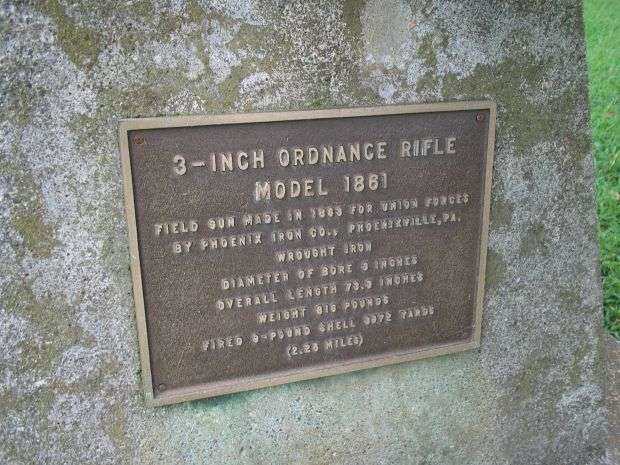 3-INCH ORDNANCE RIFLE
MODEL 1861
FIELD GUN MADE IN 1863 FOR UNION FORCES
BY PHOENIX IRON CO., PHOENIXVILLE, PA.
WROUGHT IRON
DIAMETER OF BORE 3 INCHES
OVERALL LENGTH 73.3 INCHES
WEIGHT 816 POUNDS
FIRED 9-POUND SHELL 3972 YARDS
(2.26 MILES)